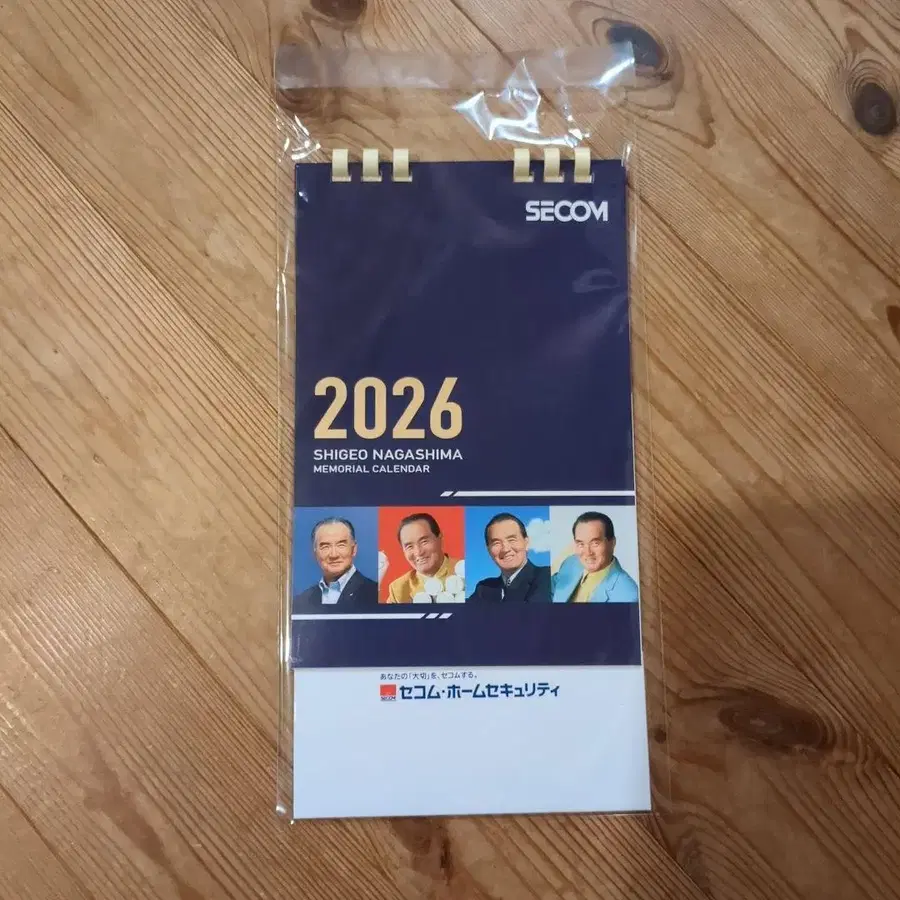 SECOM
2026
SHIGEO NAGASHIMA
MEMORIAL CALENDAR
あなたの「大切」を、セコムする。
SECOM セコム・ホームセキュリティ